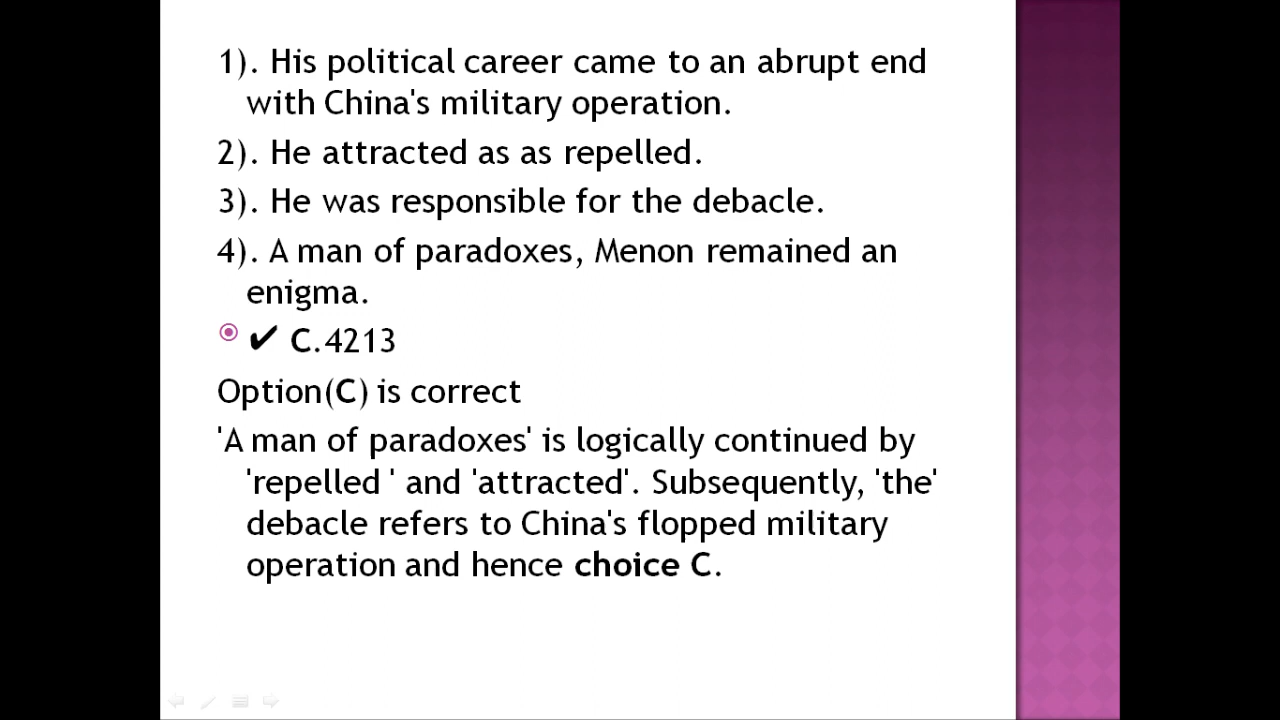 1). His political career came to an abrupt end
with China's military operation.
2). He attracted as as repelled.
3). He was responsible for the debacle.
4). A man of paradoxes, Menon remained an
enigma.
✔ C.4213
Option(C) is correct
'A man of paradoxes' is logically continued by
'repelled ' and 'attracted'. Subsequently, 'the'
debacle refers to China's flopped military
operation and hence choice C.